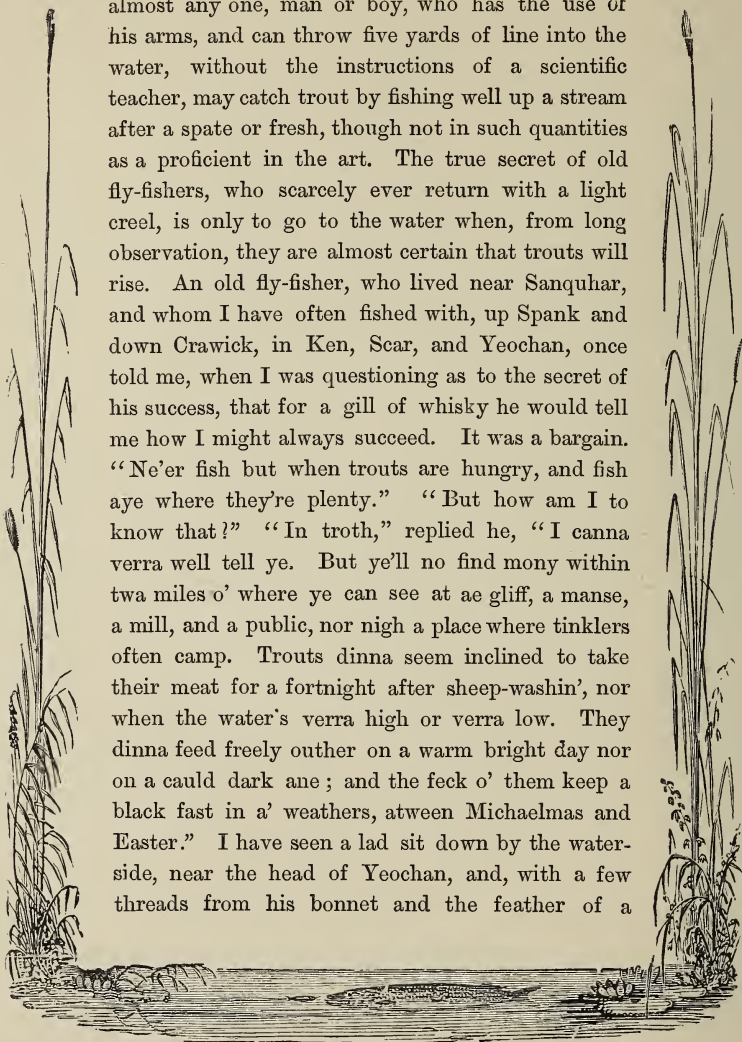 almost any one, man or boy, who has the use of
his arms, and can throw five yards of line into the
water, without the instructions of a scientific
teacher, may catch trout by fishing well up a stream
after a spate or fresh, though not in such quantities
as a proficient in the art. The true secret of old
fly-fishers, who scarcely ever return with a light
creel, is only to go to the water when, from long
observation, they are almost certain that trouts will
rise. An old fly-fisher, who lived near Sanquhar,
and whom I have often fished with, up Spank and
down Crawick, in Ken, Scar, and Yeochan, once
told me, when I was questioning as to the secret of
his success, that for a gill of whisky he would tell
me how I might always succeed. It was a bargain.
“Ne'er fish but when trouts are hungry, and fish
aye where they're plenty.” “But how am I to
know that?” “In troth,” replied he, “I canna
verra well tell ye. But ye'll no find mony within
twa miles o' where ye can see at ae gliff, a manse,
a mill, and a public, nor nigh a place where tinklers
often camp. Trouts dinna seem inclined to take
their meat for a fortnight after sheep-washin', nor
when the water's verra high or verra low. They
dinna feed freely outher on a warm bright day nor
on a cauld dark ane; and the feck o' them keep a
black fast in a' weathers, atween Michaelmas and
Easter.” I have seen a lad sit down by the water-
side, near the head of Yeochan, and, with a few
threads from his bonnet and the feather of a